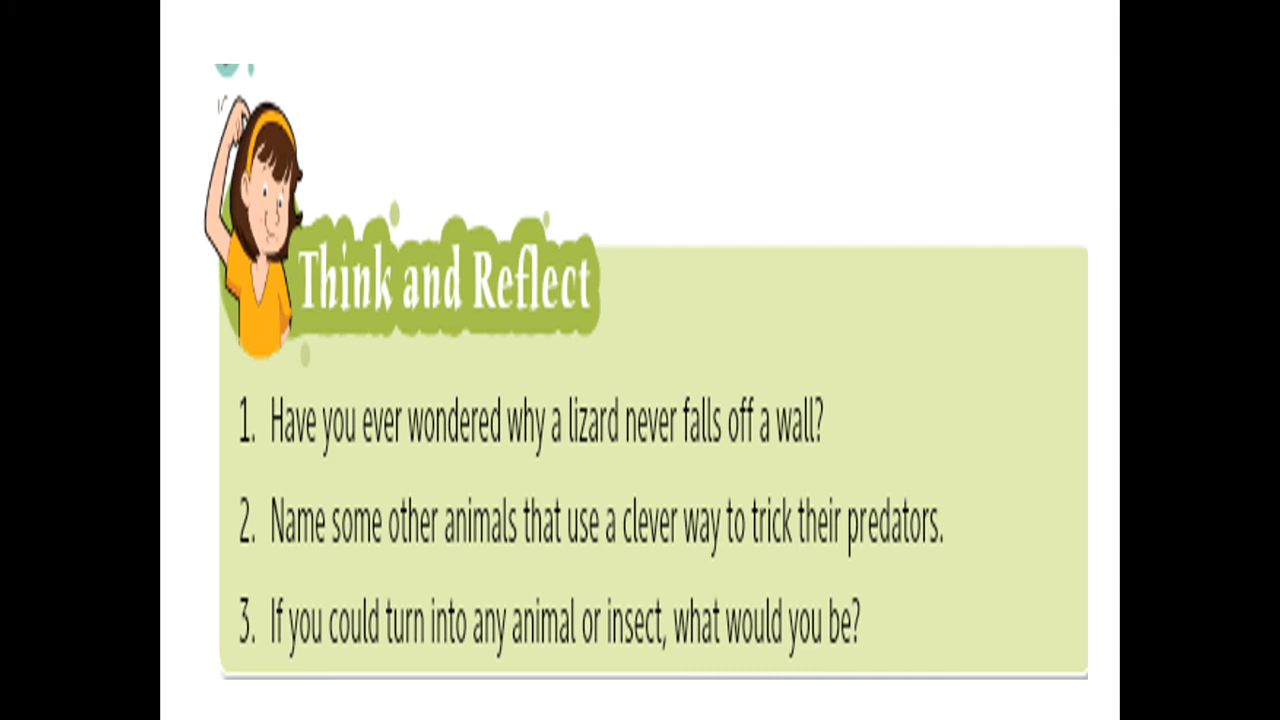 Think and Reflect
1. Have you ever wondered why a lizard never falls off a wall?
2. Name some other animals that use a clever way to trick their predators.
3. If you could turn into any animal or insect, what would you be?